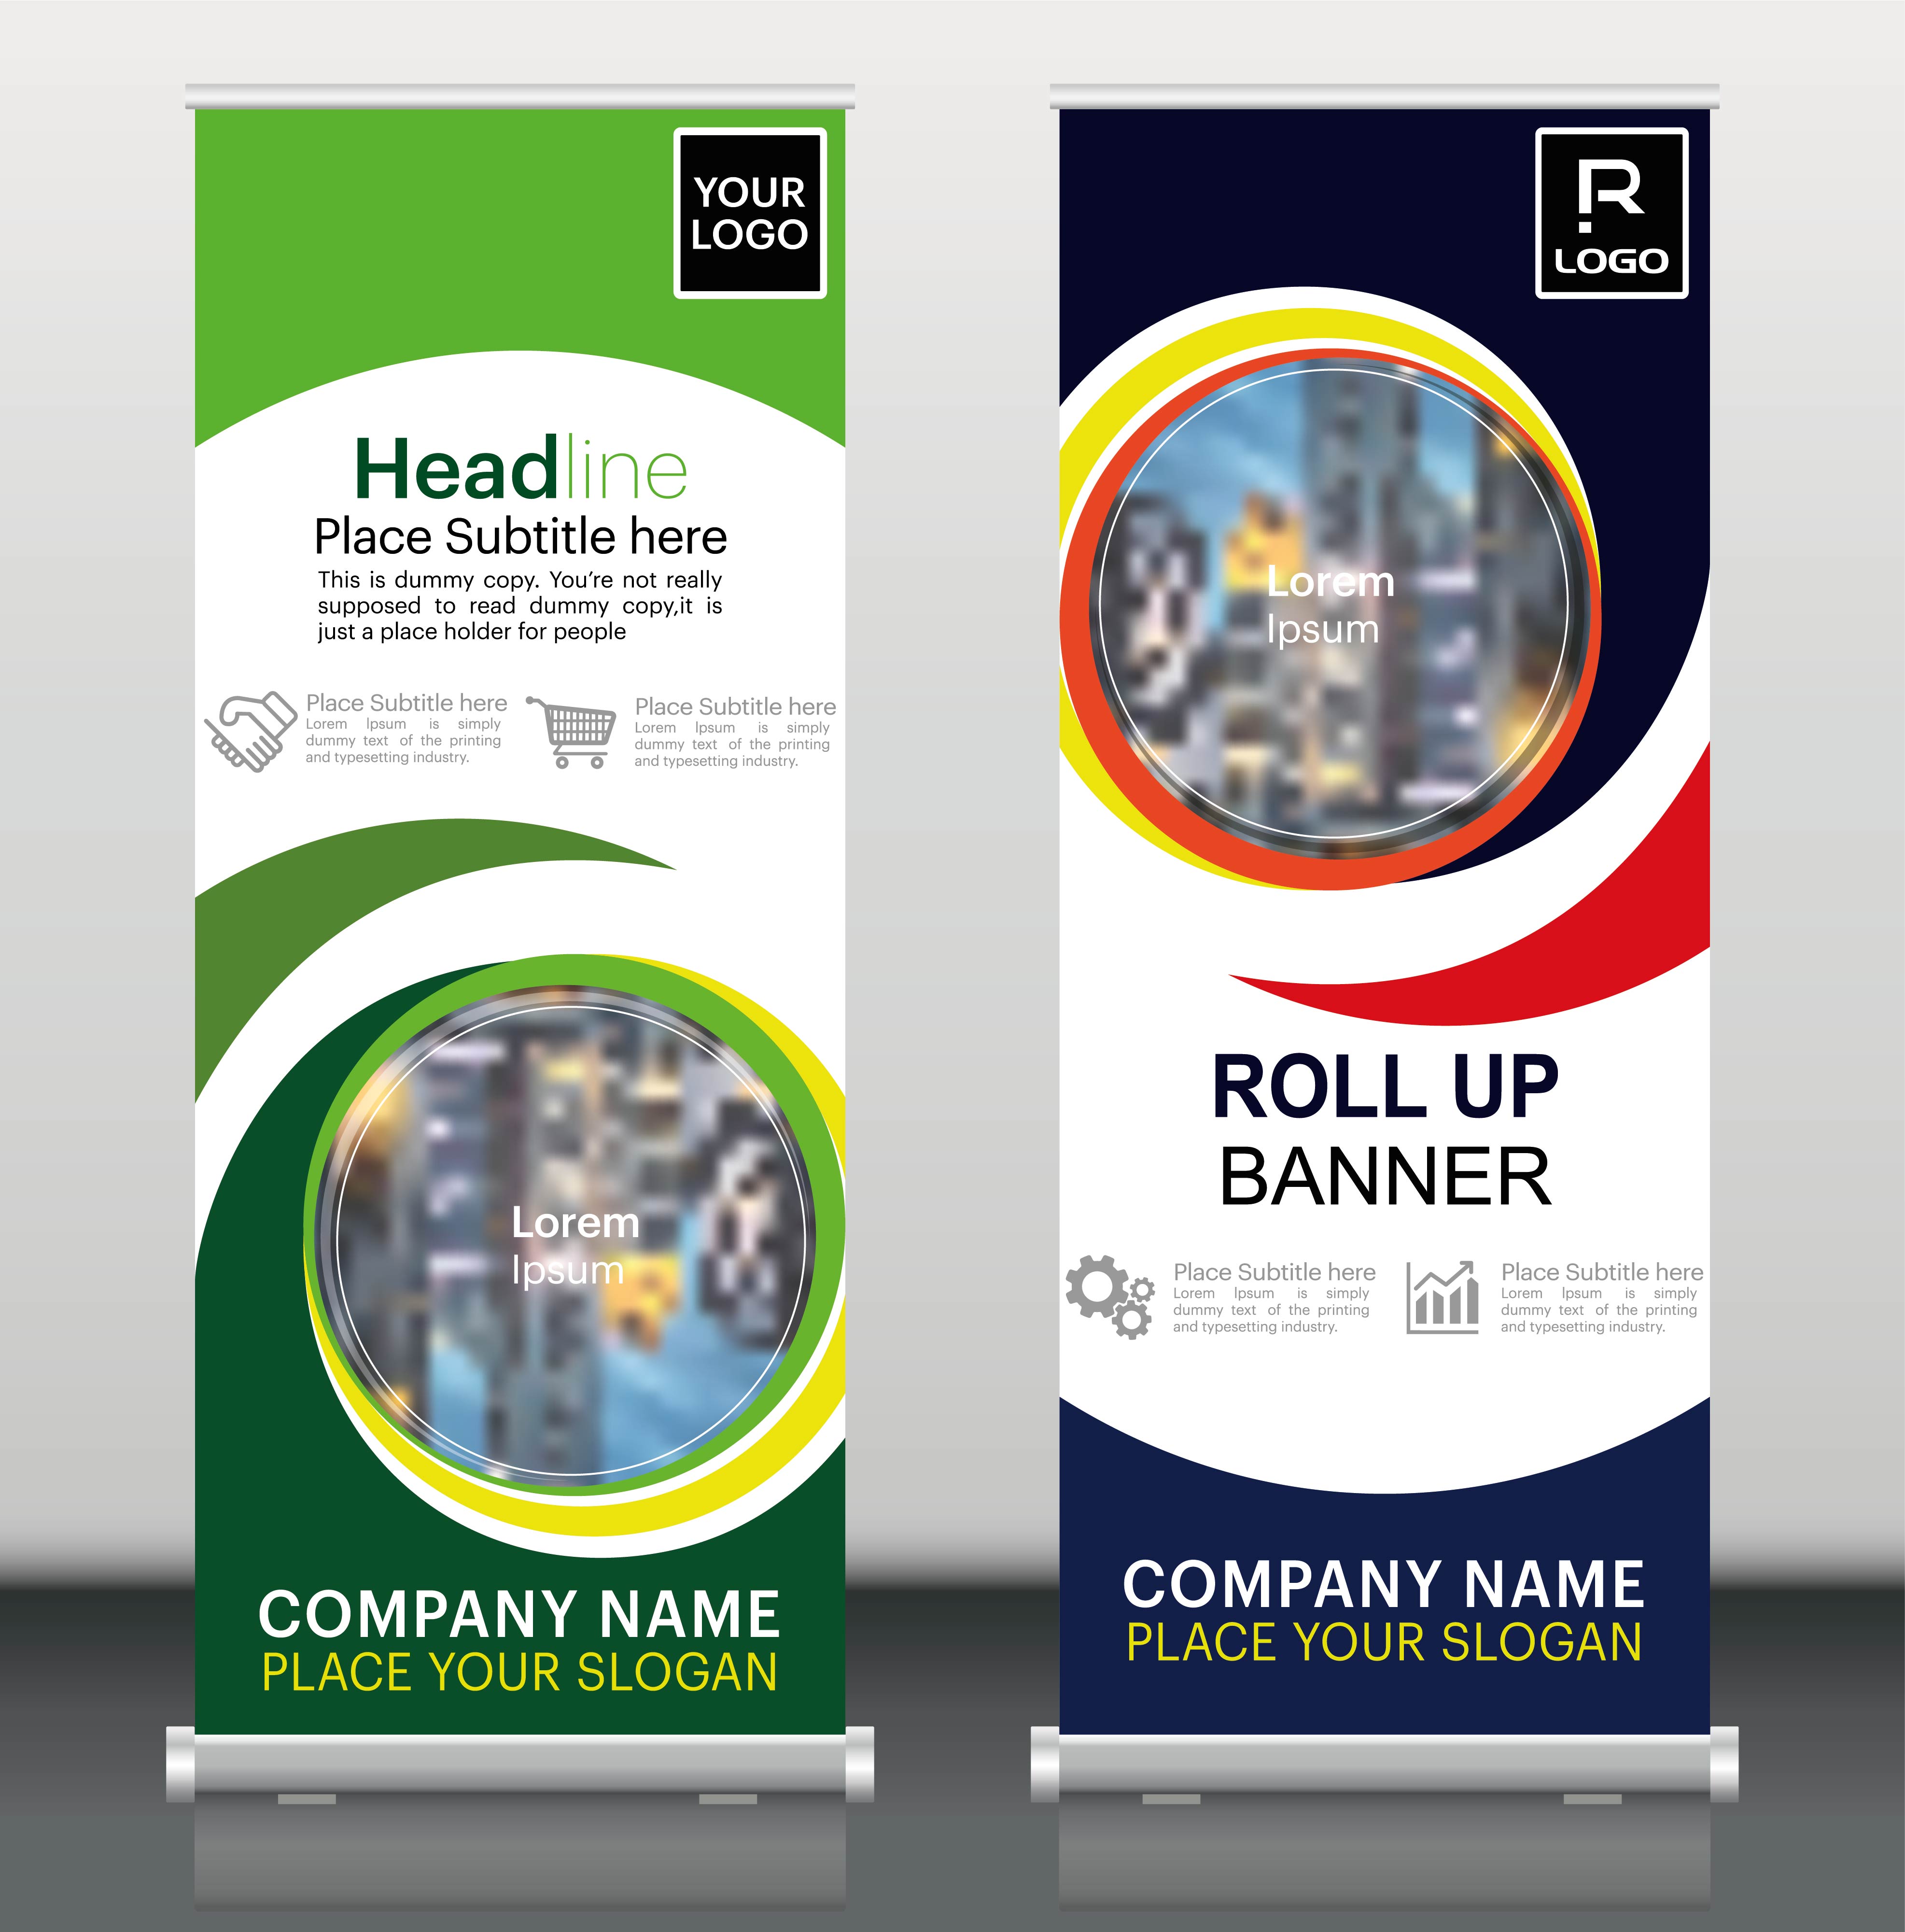 YOUR
LOGO
Headline
Place Subtitle here
This is dummy copy. You're not really
supposed to read dummy copy,it is
just a place holder for people
Place Subtitle here
Lorem Ipsum is simply
dummy text of the printing
and typesetting industry.
Place Subtitle here
Lorem Ipsum is simply
dummy text of the printing
and typesetting industry.
Lorem
Ipsum
COMPANY NAME
PLACE YOUR SLOGAN
R
LOGO
Lorem
Ipsum
ROLL UP
BANNER
Place Subtitle here
Lorem Ipsum is simply
dummy text of the printing
and typesetting industry.
Place Subtitle here
Lorem Ipsum is simply
dummy text of the printing
and typesetting industry.
COMPANY NAME
PLACE YOUR SLOGAN